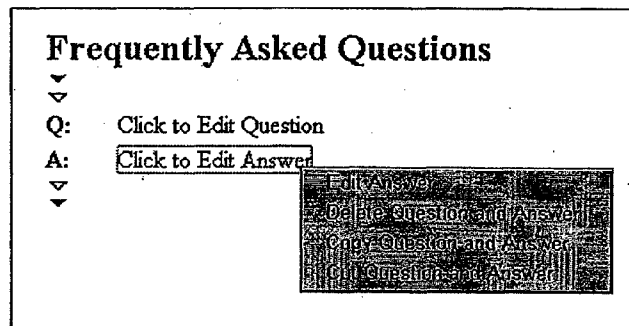 Frequently Asked Questions
Q: Click to Edit Question
A: Click to Edit Answer
Edit Answer
Delete Question and Answer
Copy Question and Answer
Cut Question and Answer